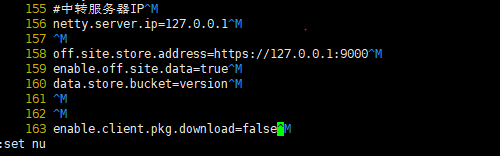 155 #中转服务器IP^M
156 netty.server.ip=127.0.0.1^M
157 ^M
158 off.site.store.address=https://127.0.0.1:9000^M
159 enable.off.site.data=true^M
160 data.store.bucket=version^M
161 ^M
162 ^M
163 enable.client.pkg.download=false^M
:set nu